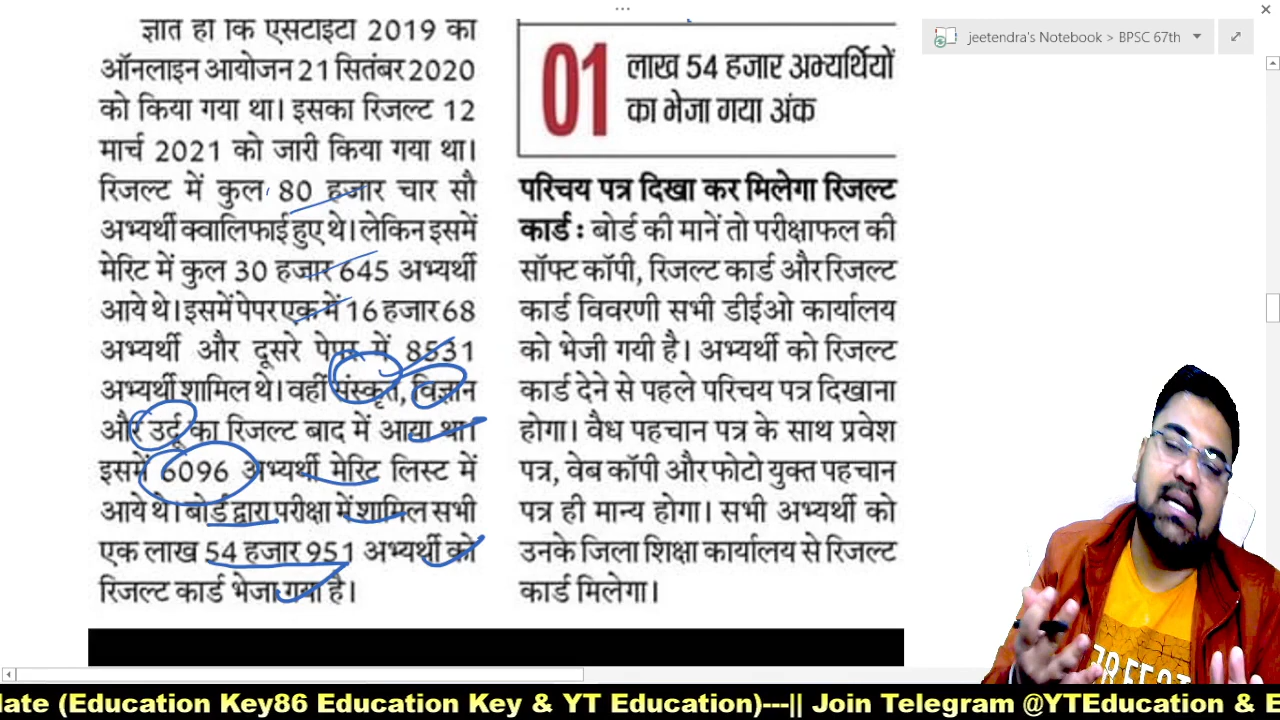 jeetendra's Notebook > BPSC 67th
ज्ञात हो कि एसटीईटी 2019 का
ऑनलाइन आयोजन 21 सितंबर 2020
को किया गया था। इसका रिजल्ट 12
मार्च 2021 को जारी किया गया था।
रिजल्ट में कुल 80 हजार चार सौ
अभ्यर्थी क्वालिफाई हुए थे। लेकिन इसमें
मेरिट में कुल 30 हजार 645 अभ्यर्थी
आये थे। इसमें पेपर एक में 16 हजार 68
अभ्यर्थी और दूसरे पेपर में 8531
अभ्यर्थी शामिल थे। वहीं संस्कृत, विज्ञान
और उर्दू का रिजल्ट बाद में आया था।
इसमें 6096 अभ्यर्थी मेरिट लिस्ट में
आये थे। बोर्ड द्वारा परीक्षा में शामिल सभी
एक लाख 54 हजार 951 अभ्यर्थी को
रिजल्ट कार्ड भेजा गया है।
01 लाख 54 हजार अभ्यर्थियों
का भेजा गया अंक
परिचय पत्र दिखा कर मिलेगा रिजल्ट
कार्ड : बोर्ड की मानें तो परीक्षाफल की
सॉफ्ट कॉपी, रिजल्ट कार्ड और रिजल्ट
कार्ड विवरणी सभी डीईओ कार्यालय
को भेजी गयी है। अभ्यर्थी को रिजल्ट
कार्ड देने से पहले परिचय पत्र दिखाना
होगा। वैध पहचान पत्र के साथ प्रवेश
पत्र, वेब कॉपी और फोटो युक्त पहचान
पत्र ही मान्य होगा। सभी अभ्यर्थी को
उनके जिला शिक्षा कार्यालय से रिजल्ट
कार्ड मिलेगा।
late (Education Key86 Education Key & YT Education)---|| Join Telegram @YTEducation & E